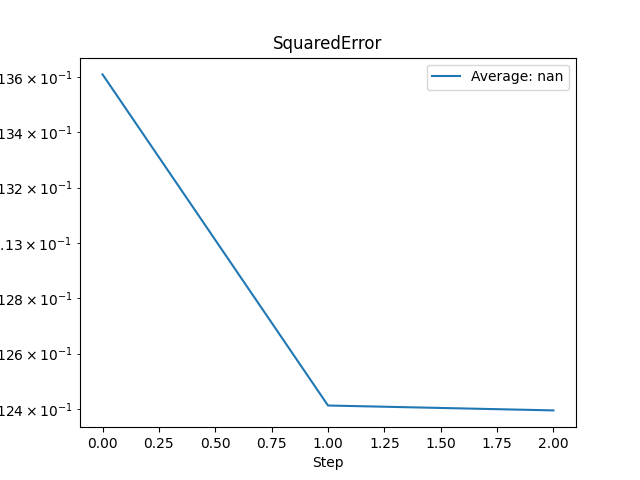 SquaredError
Average: nan
136 × 10⁻¹
134 × 10⁻¹
132 × 10⁻¹
.13 × 10⁻¹
128 × 10⁻¹
126 × 10⁻¹
124 × 10⁻¹
0.00 0.25 0.50 0.75 1.00 1.25 1.50 1.75 2.00
Step